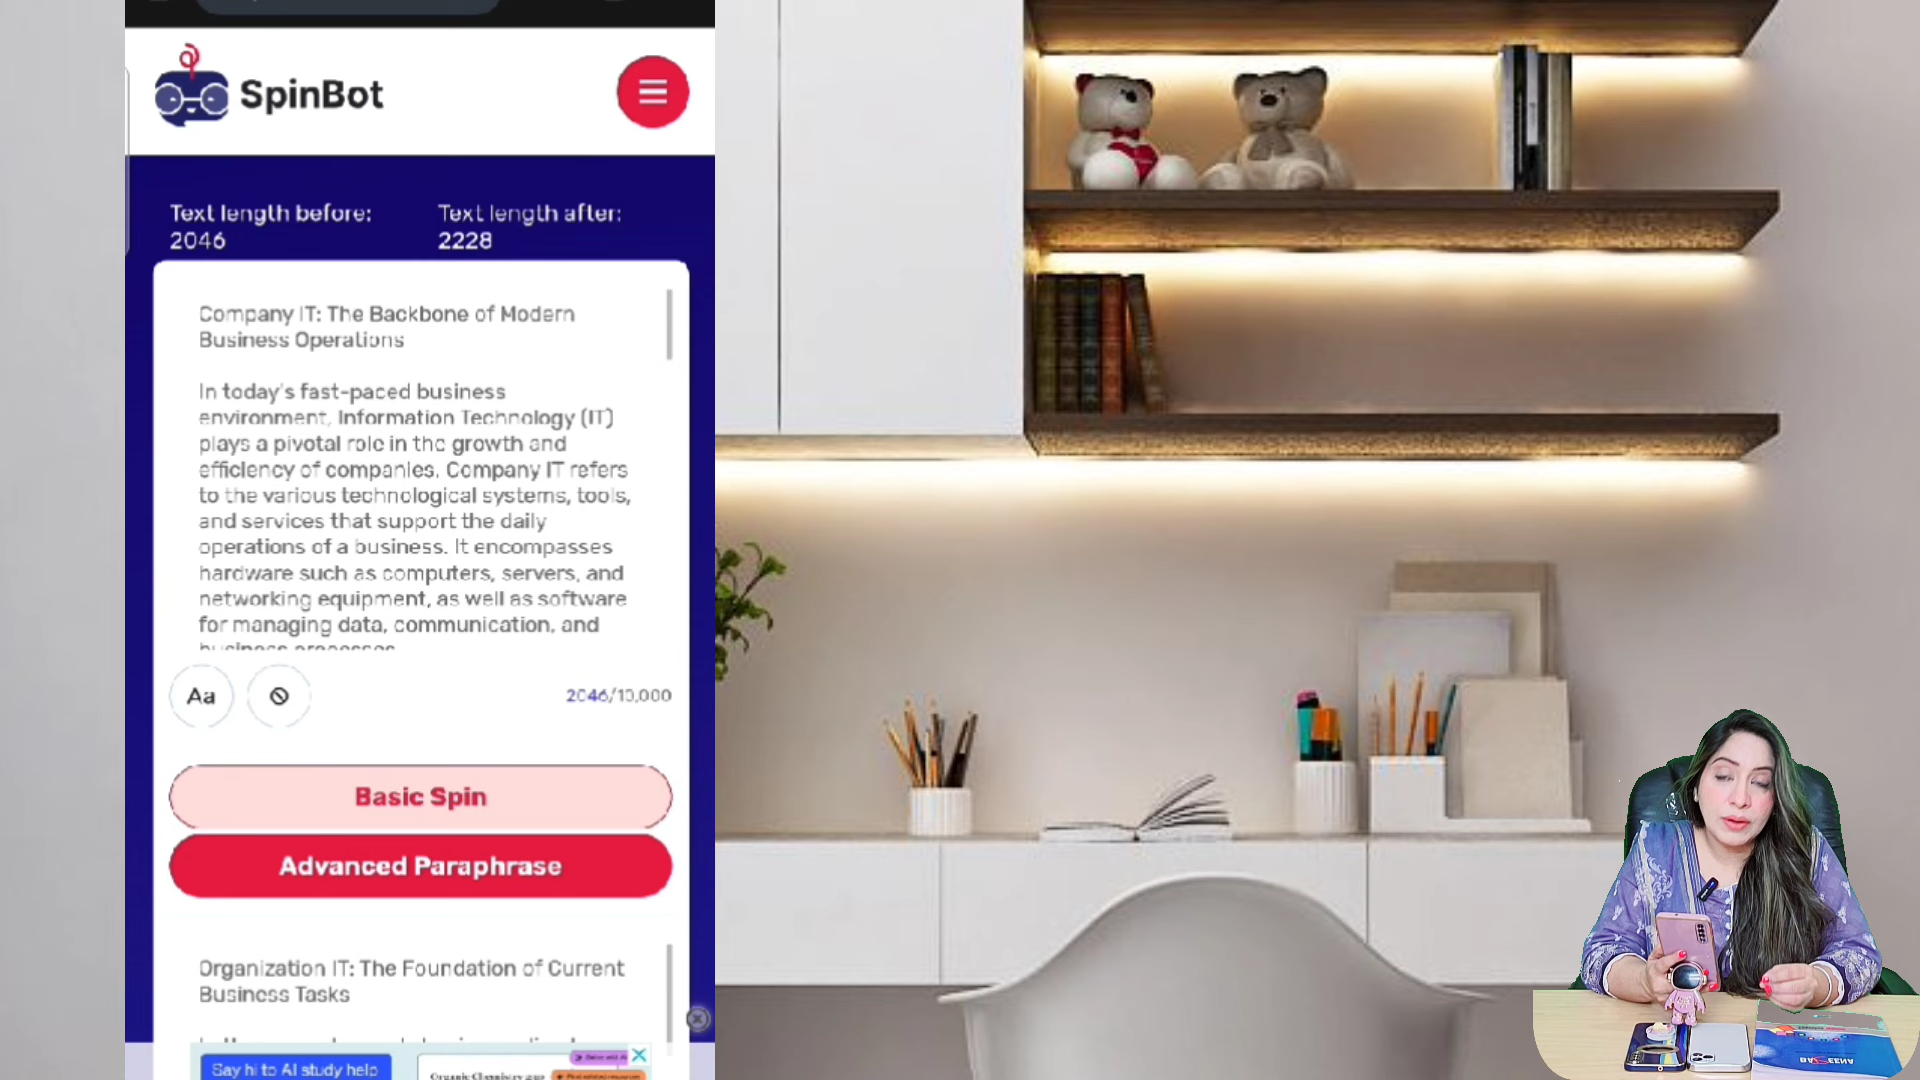 SpinBot
Text length before:
2046
Text length after:
2228
Company IT: The Backbone of Modern
Business Operations
In today's fast-paced business
environment, Information Technology (IT)
plays a pivotal role in the growth and
efficiency of companies. Company IT refers
to the various technological systems, tools,
and services that support the daily
operations of a business. It encompasses
hardware such as computers, servers, and
networking equipment, as well as software
for managing data, communication, and
business processes.
Aa
2046/10,000
Basic Spin
Advanced Paraphrase
Organization IT: The Foundation of Current
Business Tasks
Say hi to AI study help